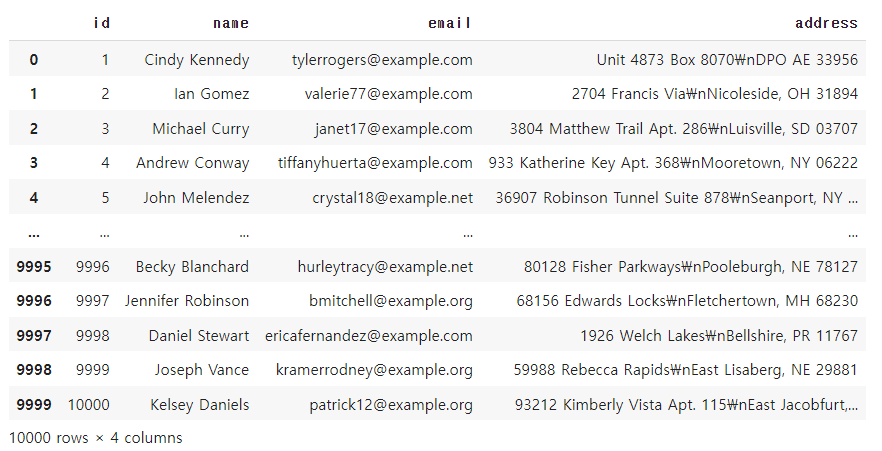 id name email address
0 1 Cindy Kennedy tylerrogers@example.com Unit 4873 Box 8070₩nDPO AE 33956
1 2 Ian Gomez valerie77@example.com 2704 Francis Via₩nNicoleside, OH 31894
2 3 Michael Curry janet17@example.com 3804 Matthew Trail Apt. 286₩nLuisville, SD 03707
3 4 Andrew Conway tiffanyhuerta@example.com 933 Katherine Key Apt. 368₩nMooretown, NY 06222
4 5 John Melendez crystal18@example.net 36907 Robinson Tunnel Suite 878₩nSeanport, NY ...
... ... ... ... ...
9995 9996 Becky Blanchard hurleytracy@example.net 80128 Fisher Parkways₩nPooleburgh, NE 78127
9996 9997 Jennifer Robinson bmitchell@example.org 68156 Edwards Locks₩nFletchertown, MH 68230
9997 9998 Daniel Stewart ericafernandez@example.com 1926 Welch Lakes₩nBellshire, PR 11767
9998 9999 Joseph Vance kramerrodney@example.org 59988 Rebecca Rapids₩nEast Lisaberg, NE 29881
9999 10000 Kelsey Daniels patrick12@example.org 93212 Kimberly Vista Apt. 115₩nEast Jacobfurt,...
10000 rows × 4 columns